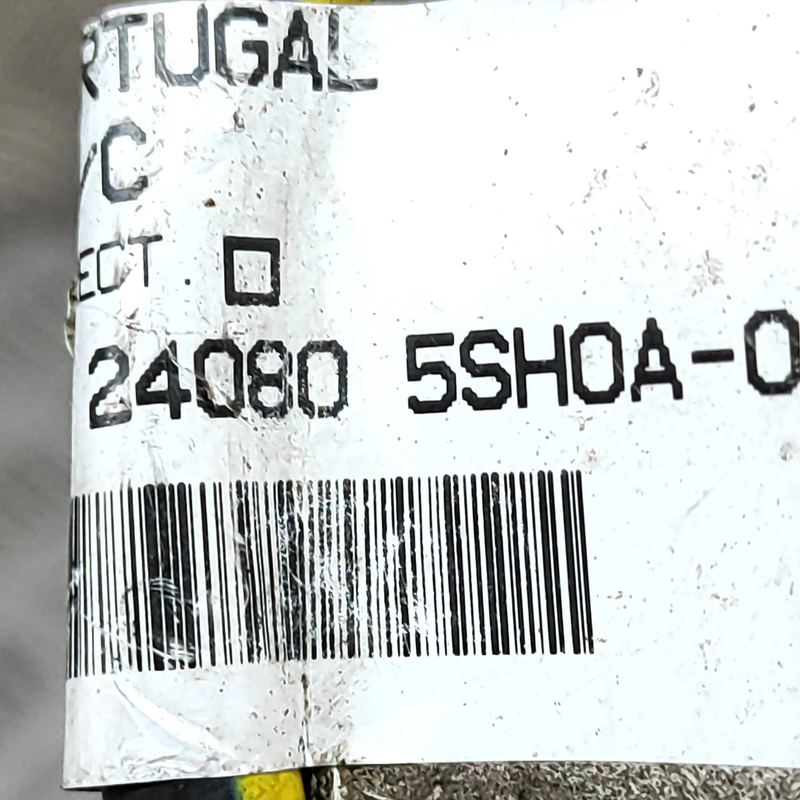 RTUGAL
/C
ECT. □
24080 5SH0A-0